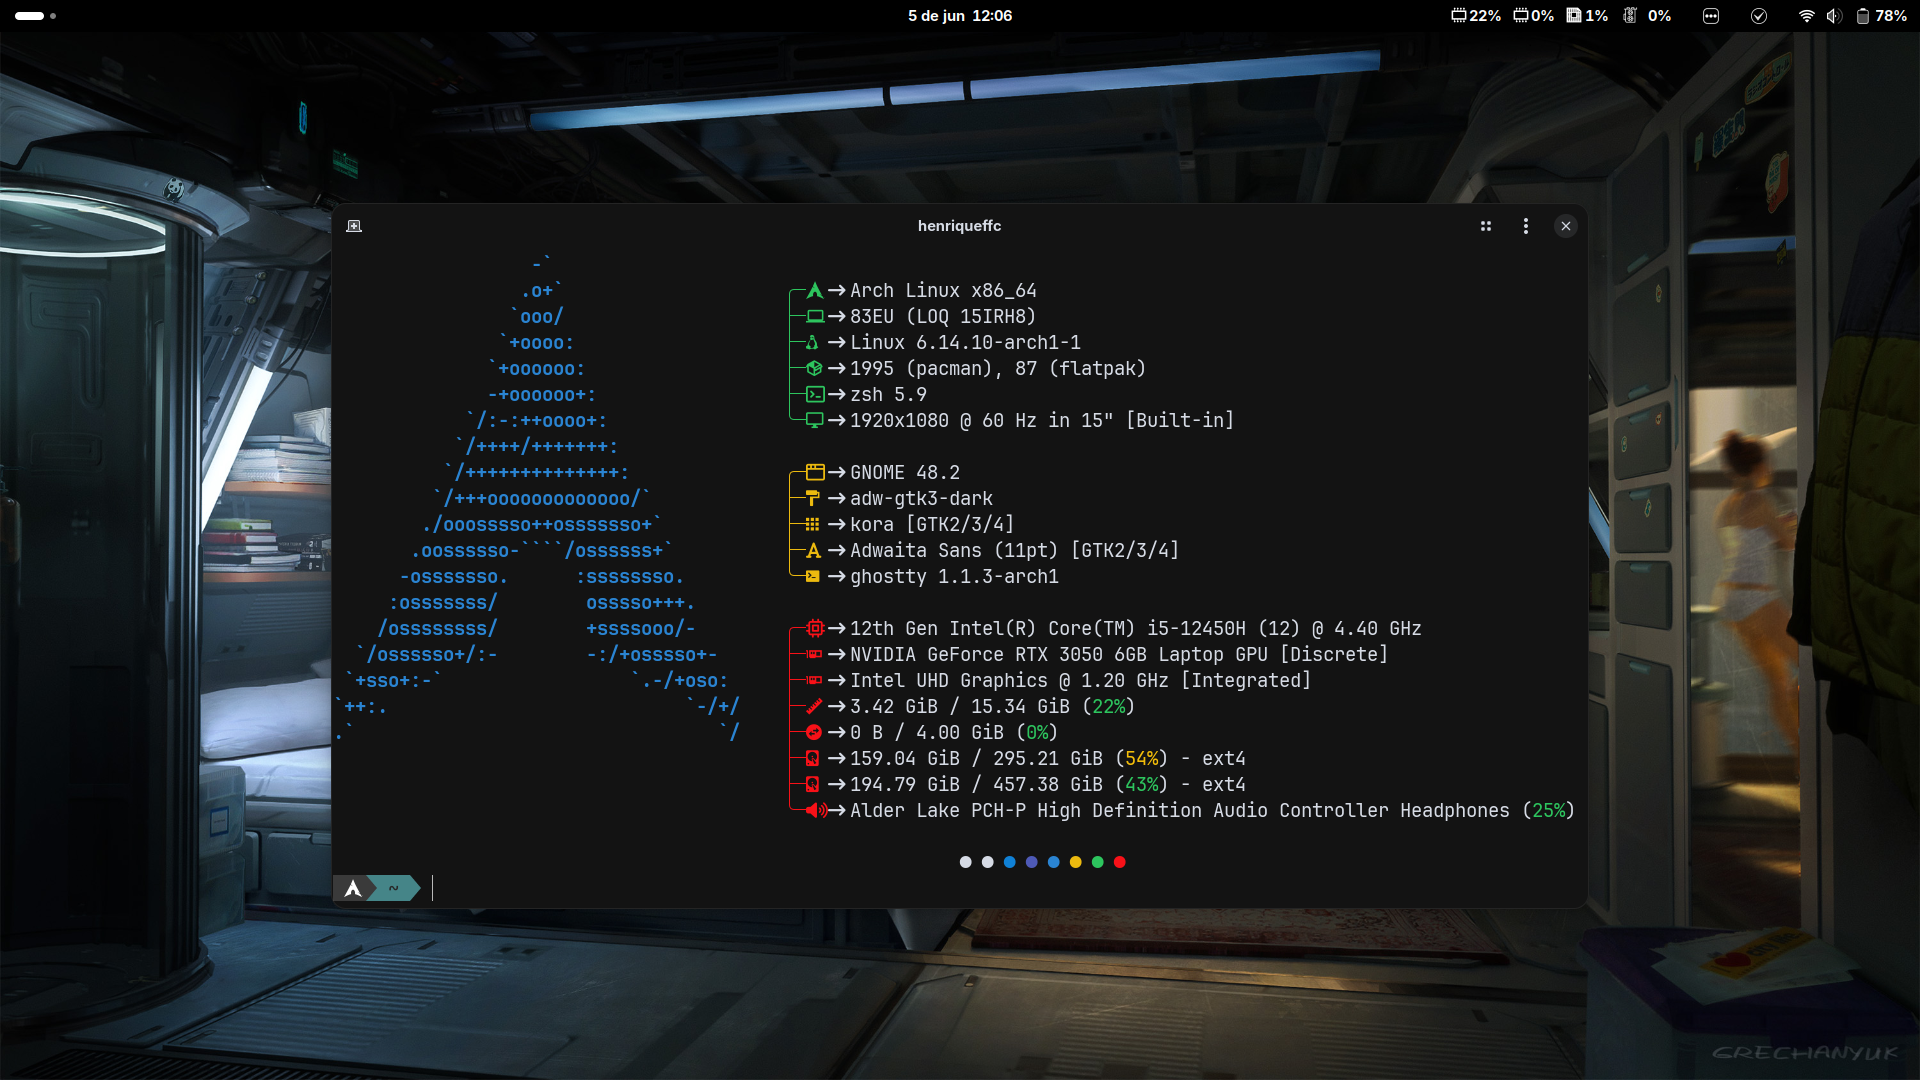 5 de jun 12:06
22% 0% 1% 0% 78%
henriqueffc
-`
.o+`
`ooo/
`+oooo:
`+oooooo:
-+oooooo+:
`/:-:++oooo+:
`/++++/+++++++:
`/++++++++++++++:
`/+++ooooooooooooo/`
./ooosssso++osssssso+`
.oossssso-````/ossssss+`
-osssssso. :ssssssso.
:osssssss/ osssso+++.
/ossssssss/ +ssssooo/-
`/ossssso+/:- -:/+osssso+-
`+sso+:-` `.-/+oso:
`++:. `-/+/
.` `/
Arch Linux x86_64
83EU (LOQ 15IRH8)
Linux 6.14.10-arch1-1
1995 (pacman), 87 (flatpak)
zsh 5.9
1920x1080 @ 60 Hz in 15" [Built-in]
GNOME 48.2
adw-gtk3-dark
kora [GTK2/3/4]
Adwaita Sans (11pt) [GTK2/3/4]
ghostty 1.1.3-arch1
12th Gen Intel(R) Core(TM) i5-12450H (12) @ 4.40 GHz
NVIDIA GeForce RTX 3050 6GB Laptop GPU [Discrete]
Intel UHD Graphics @ 1.20 GHz [Integrated]
3.42 GiB / 15.34 GiB (22%)
0 B / 4.00 GiB (0%)
159.04 GiB / 295.21 GiB (54%) - ext4
194.79 GiB / 457.38 GiB (43%) - ext4
Alder Lake PCH-P High Definition Audio Controller Headphones (25%)
~
GRECHANYUK